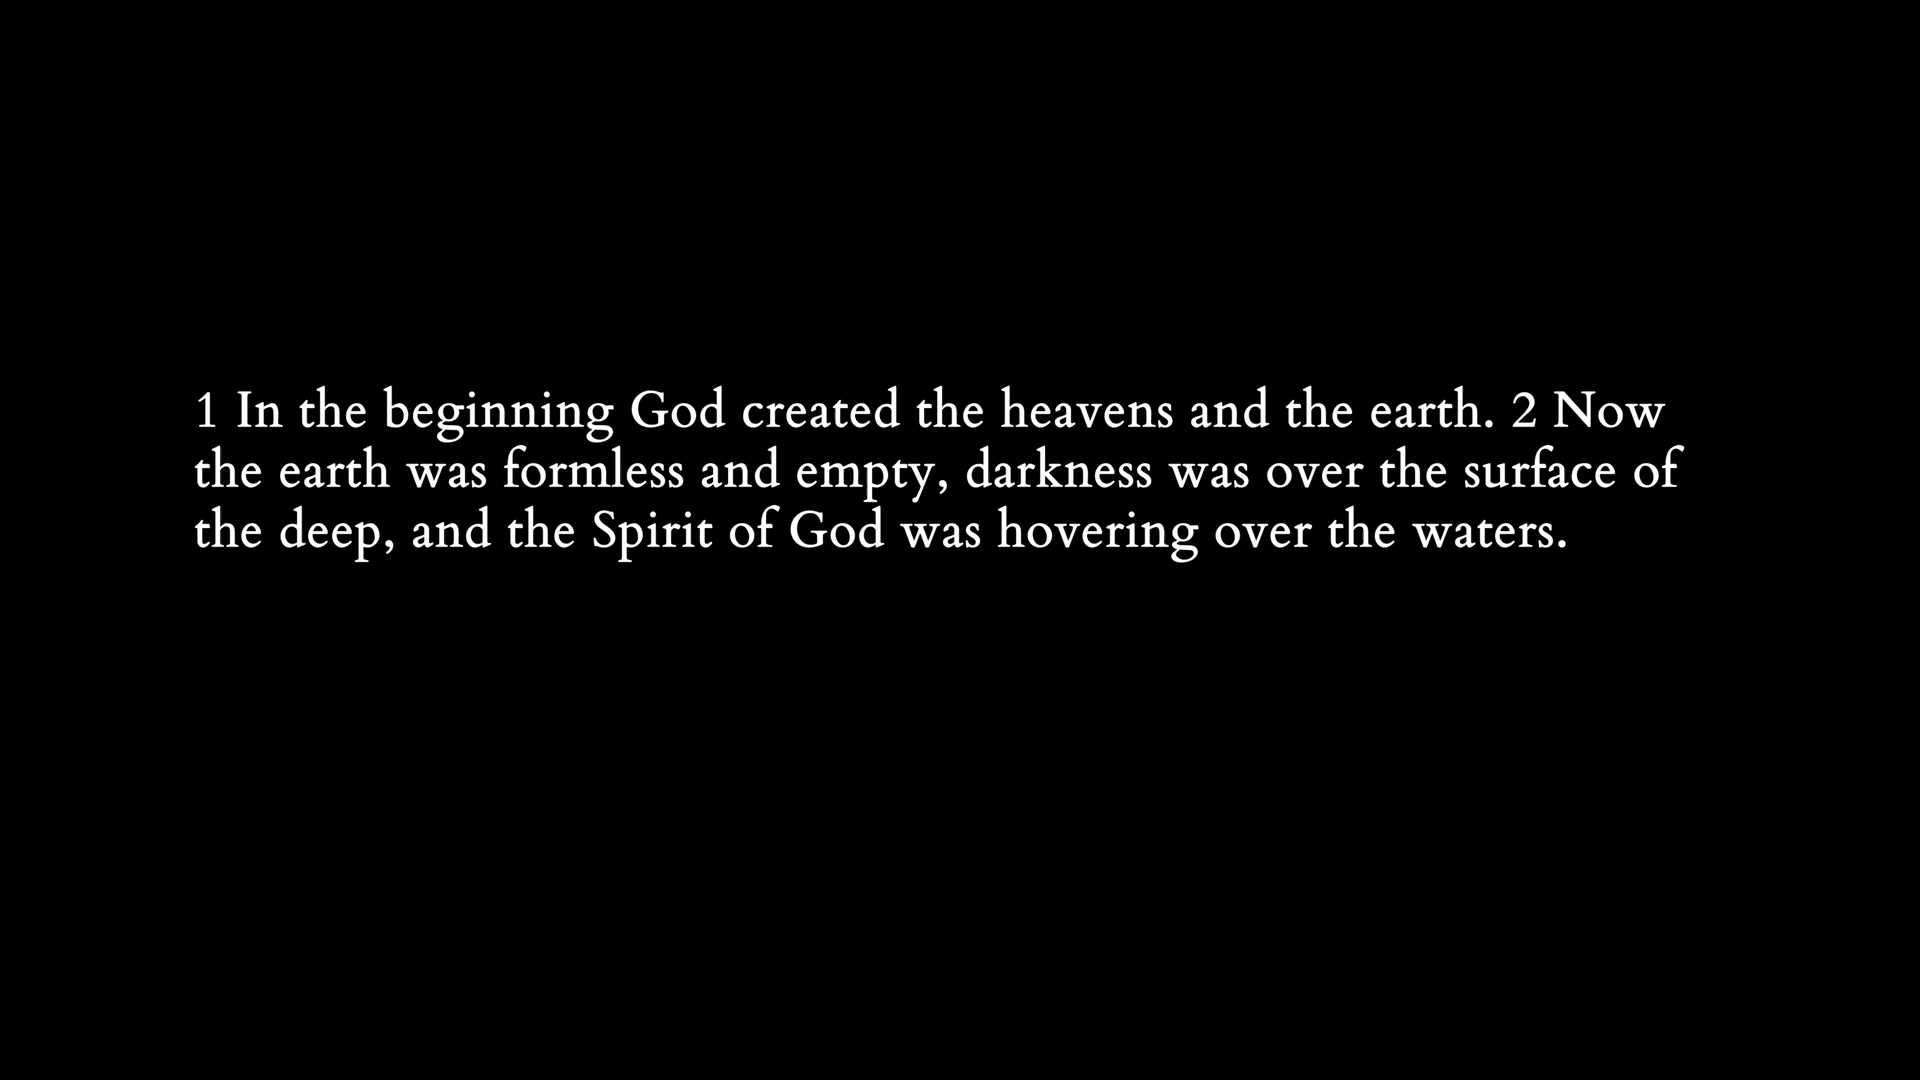 1 In the beginning God created the heavens and the earth. 2 Now
the earth was formless and empty, darkness was over the surface of
the deep, and the Spirit of God was hovering over the waters.